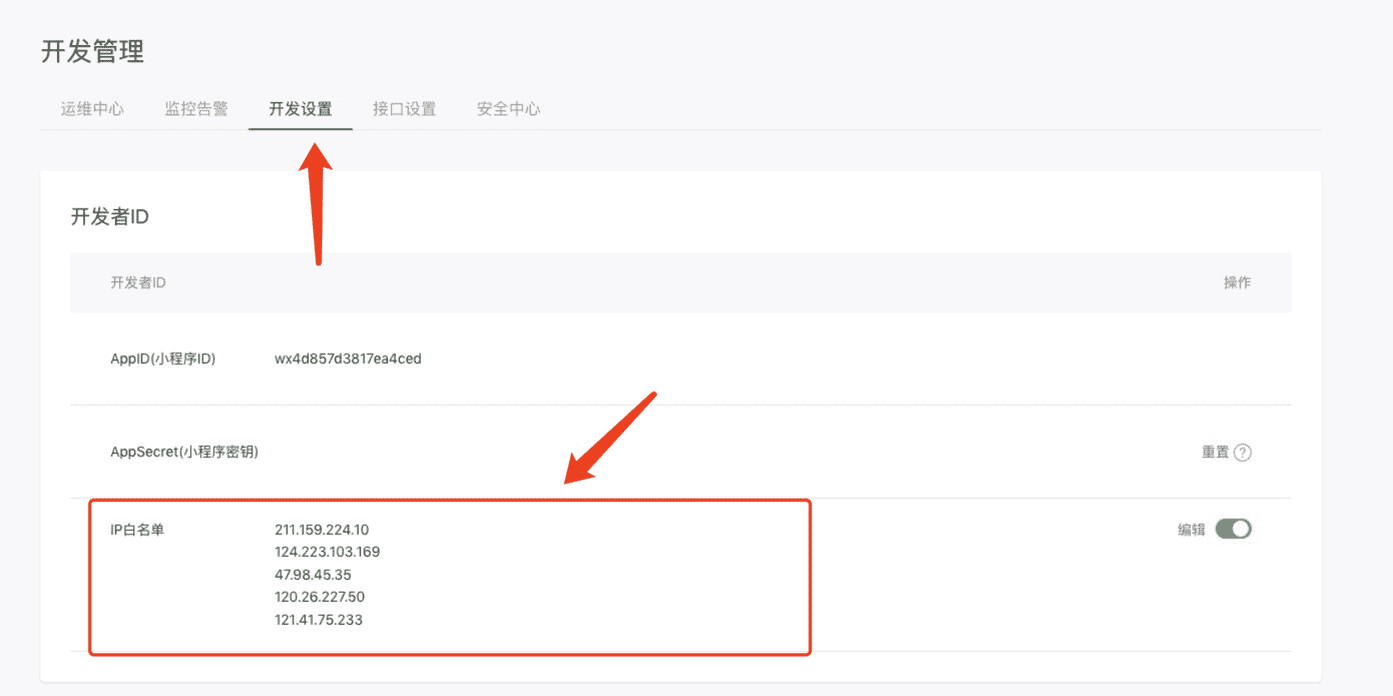 开发管理
运维中心 监控告警 开发设置 接口设置 安全中心
开发者ID
开发者ID 操作
AppID(小程序ID) wx4d857d3817ea4ced
AppSecret(小程序密钥) 重置 ?
IP白名单 211.159.224.10 编辑
124.223.103.169
47.98.45.35
120.26.227.50
121.41.75.233